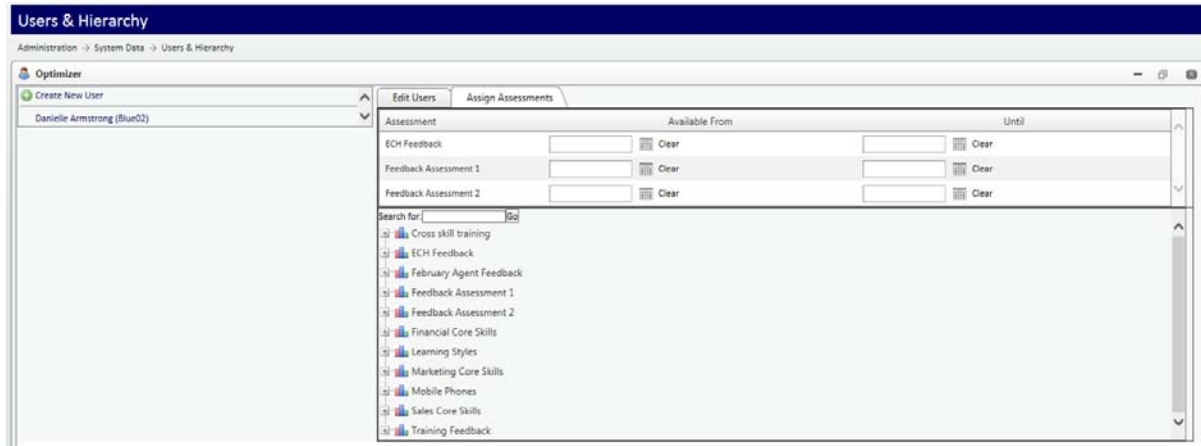 Users & Hierarchy
Administration -> System Data -> Users & Hierarchy
Optimizer
Create New User
Danielle Armstrong (Blue02)
Edit Users Assign Assessments
Assessment Available From Until
ECH Feedback Clear Clear
Feedback Assessment 1 Clear Clear
Feedback Assessment 2 Clear Clear
Search for: Go
Cross skill training
ECH Feedback
February Agent Feedback
Feedback Assessment 1
Feedback Assessment 2
Financial Core Skills
Learning Styles
Marketing Core Skills
Mobile Phones
Sales Core Skills
Training Feedback